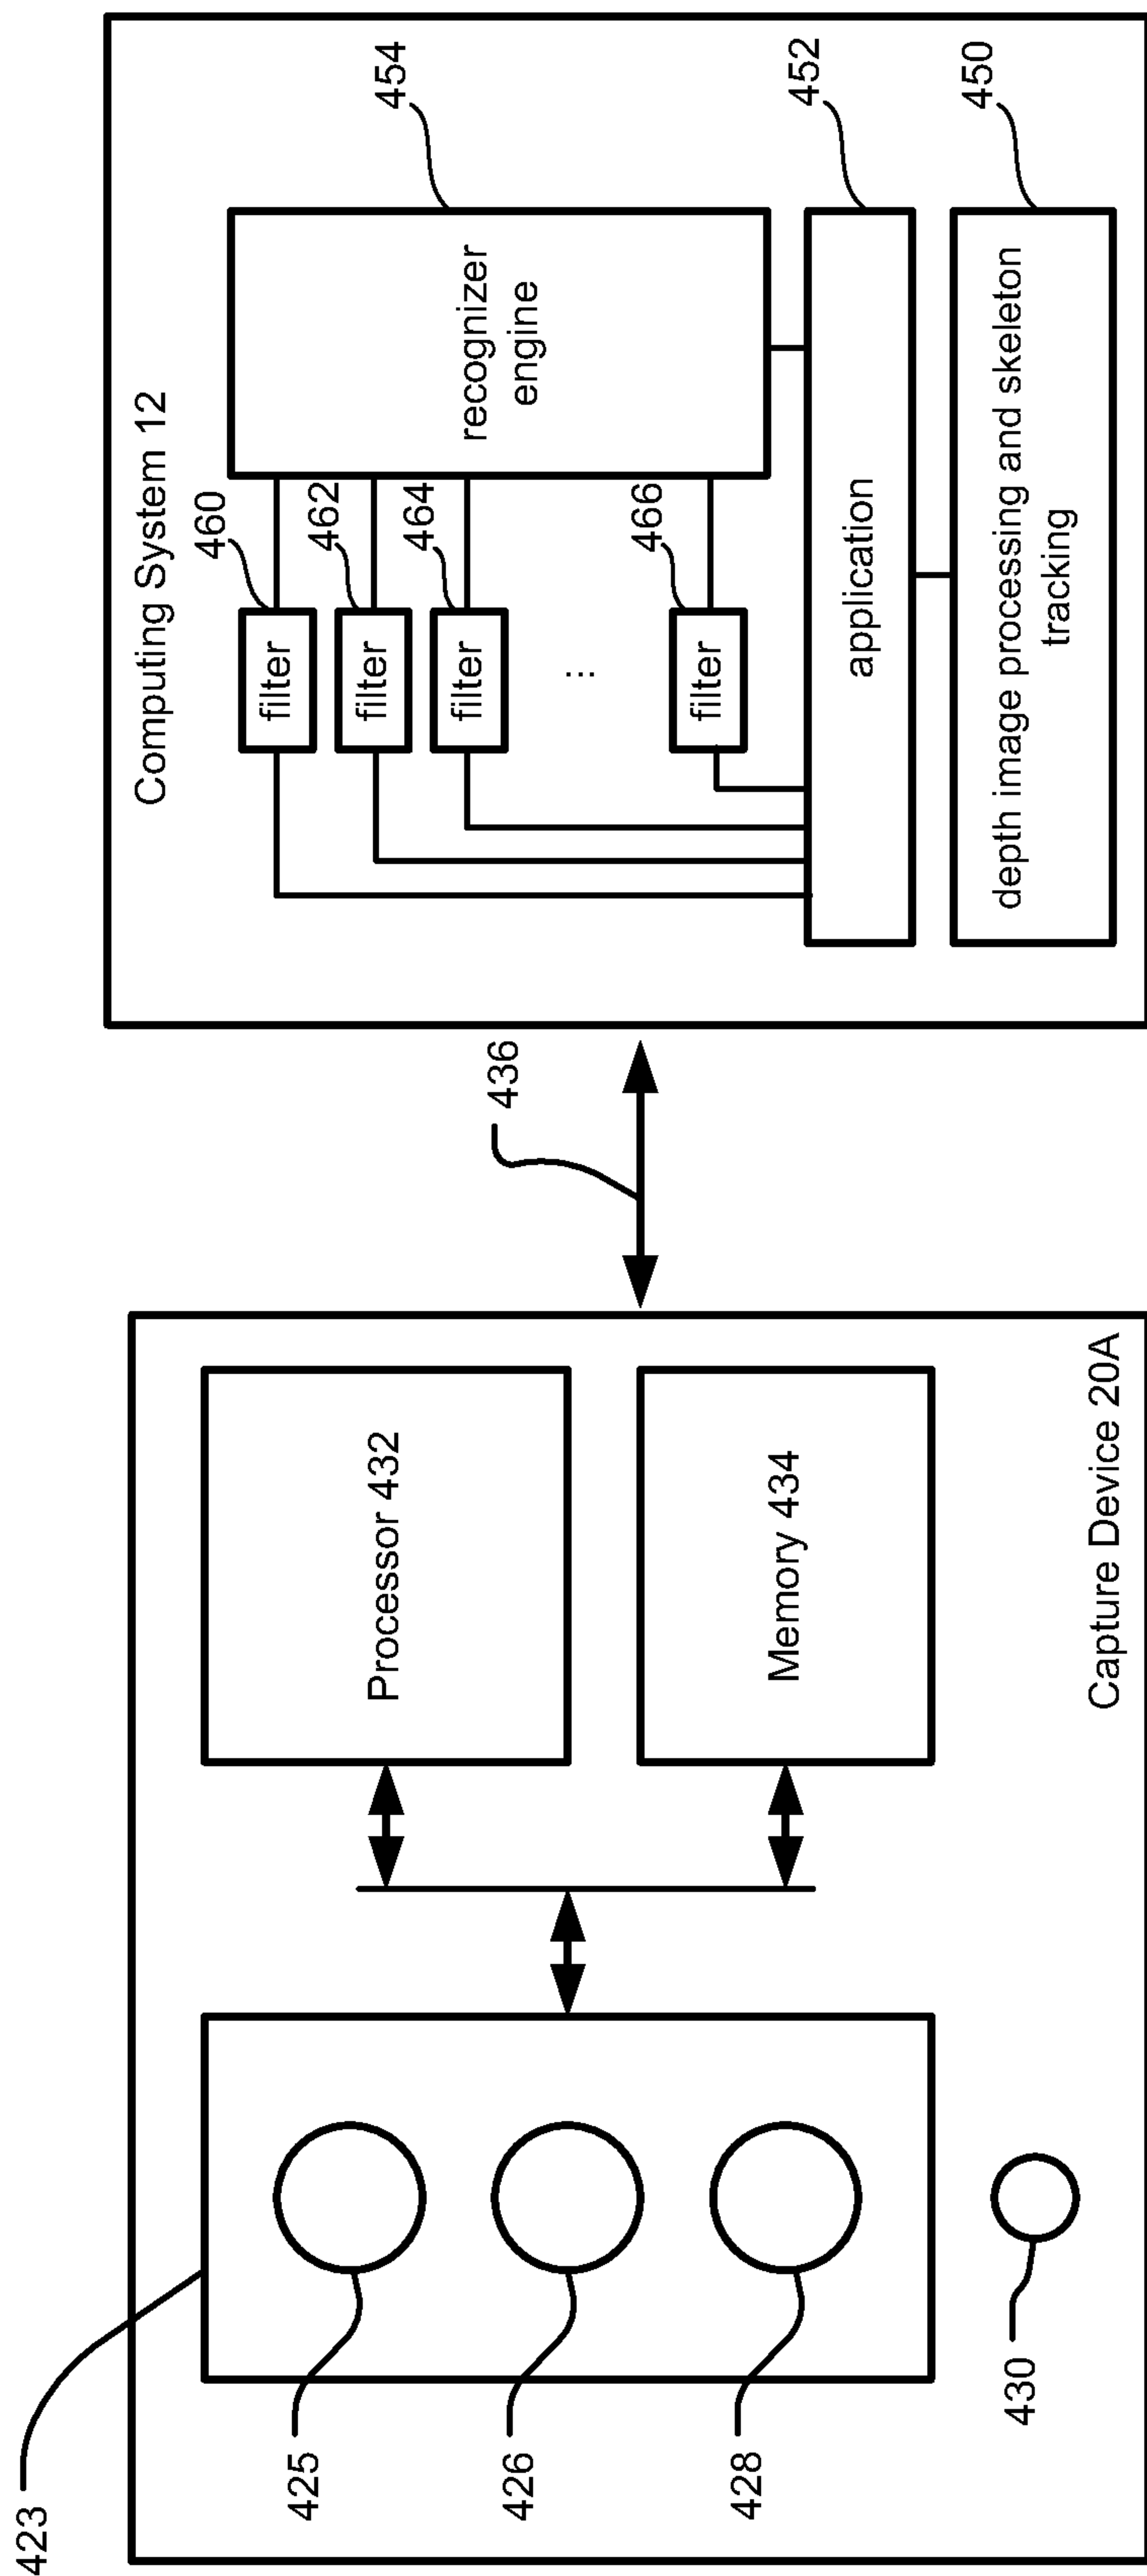 423
425
426
428
430
Processor 432
Memory 434
Capture Device 20A
436
Computing System 12
460
462
464
466
filter
filter
filter
...
filter
recognizer
engine
454
application
452
depth image processing and skeleton
tracking
450